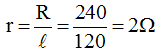 r = R/ℓ = 240/120 = 2Ω